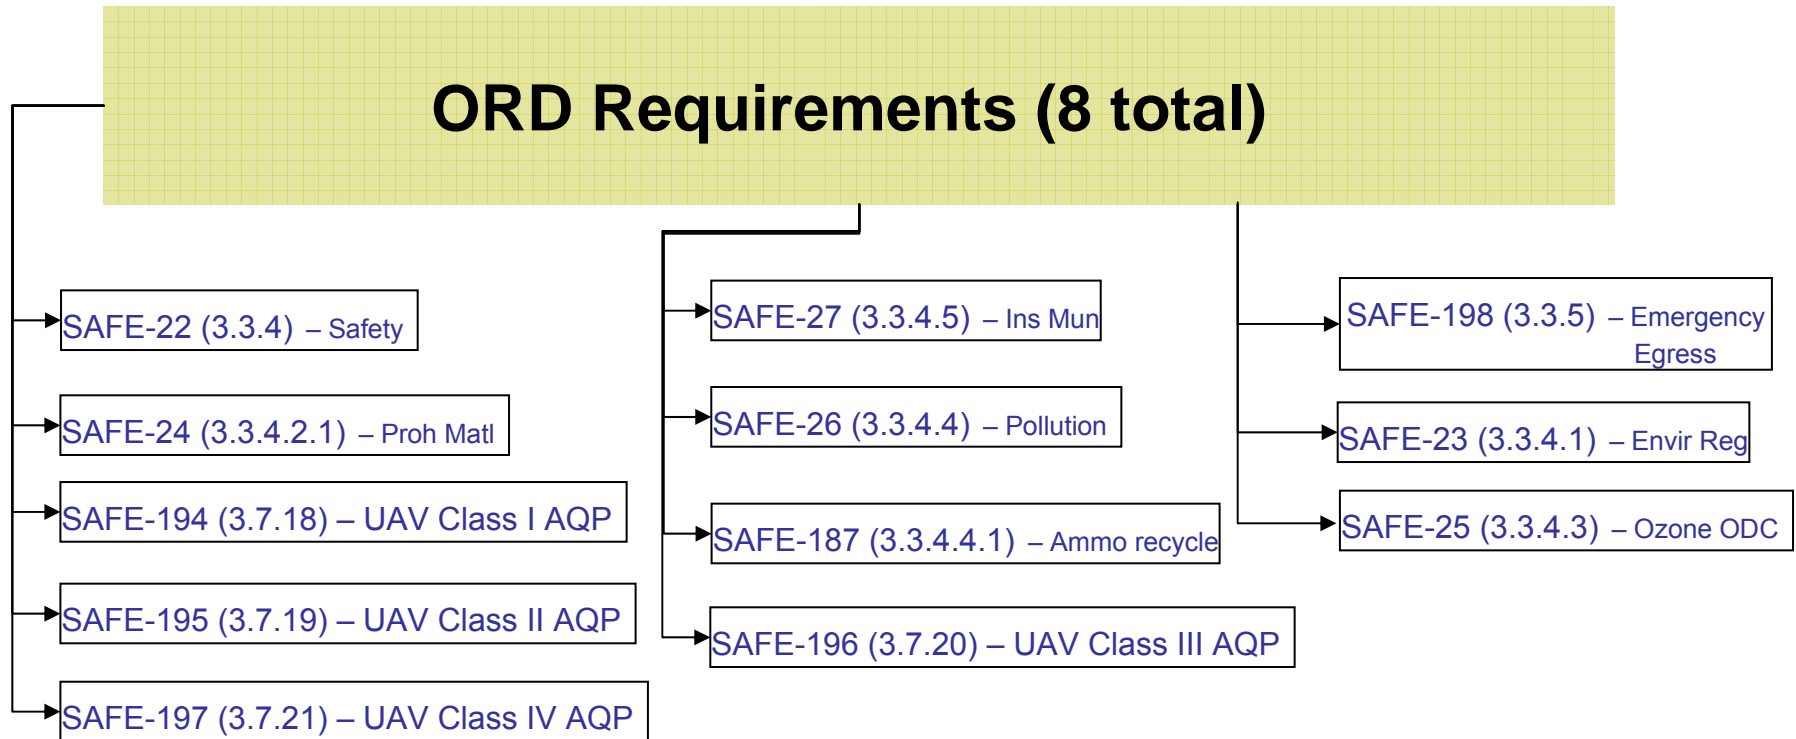 ORD Requirements (8 total)
SAFE-22 (3.3.4) – Safety
SAFE-24 (3.3.4.2.1) – Proh Matl
SAFE-194 (3.7.18) – UAV Class I AQP
SAFE-195 (3.7.19) – UAV Class II AQP
SAFE-197 (3.7.21) – UAV Class IV AQP
SAFE-27 (3.3.4.5) – Ins Mun
SAFE-26 (3.3.4.4) – Pollution
SAFE-187 (3.3.4.4.1) – Ammo recycle
SAFE-196 (3.7.20) – UAV Class III AQP
SAFE-198 (3.3.5) – Emergency
Egress
SAFE-23 (3.3.4.1) – Envir Reg
SAFE-25 (3.3.4.3) – Ozone ODC